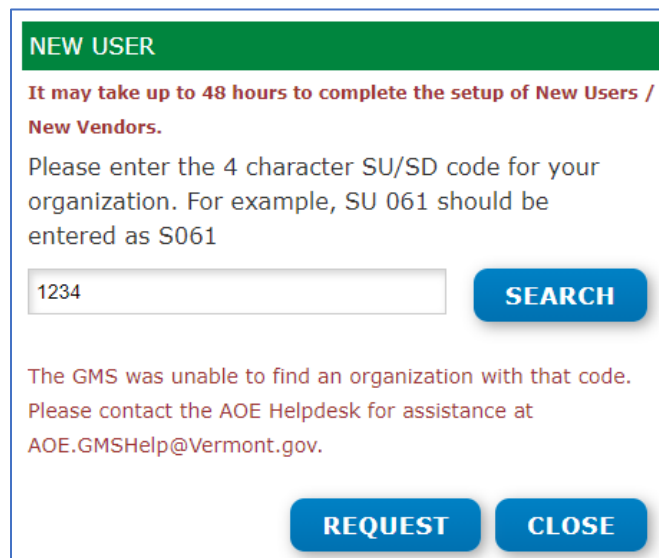 NEW USER
It may take up to 48 hours to complete the setup of New Users /
New Vendors.
Please enter the 4 character SU/SD code for your
organization. For example, SU 061 should be
entered as S061
1234
SEARCH
The GMS was unable to find an organization with that code.
Please contact the AOE Helpdesk for assistance at
AOE.GMSHelp@Vermont.gov.
REQUEST
CLOSE